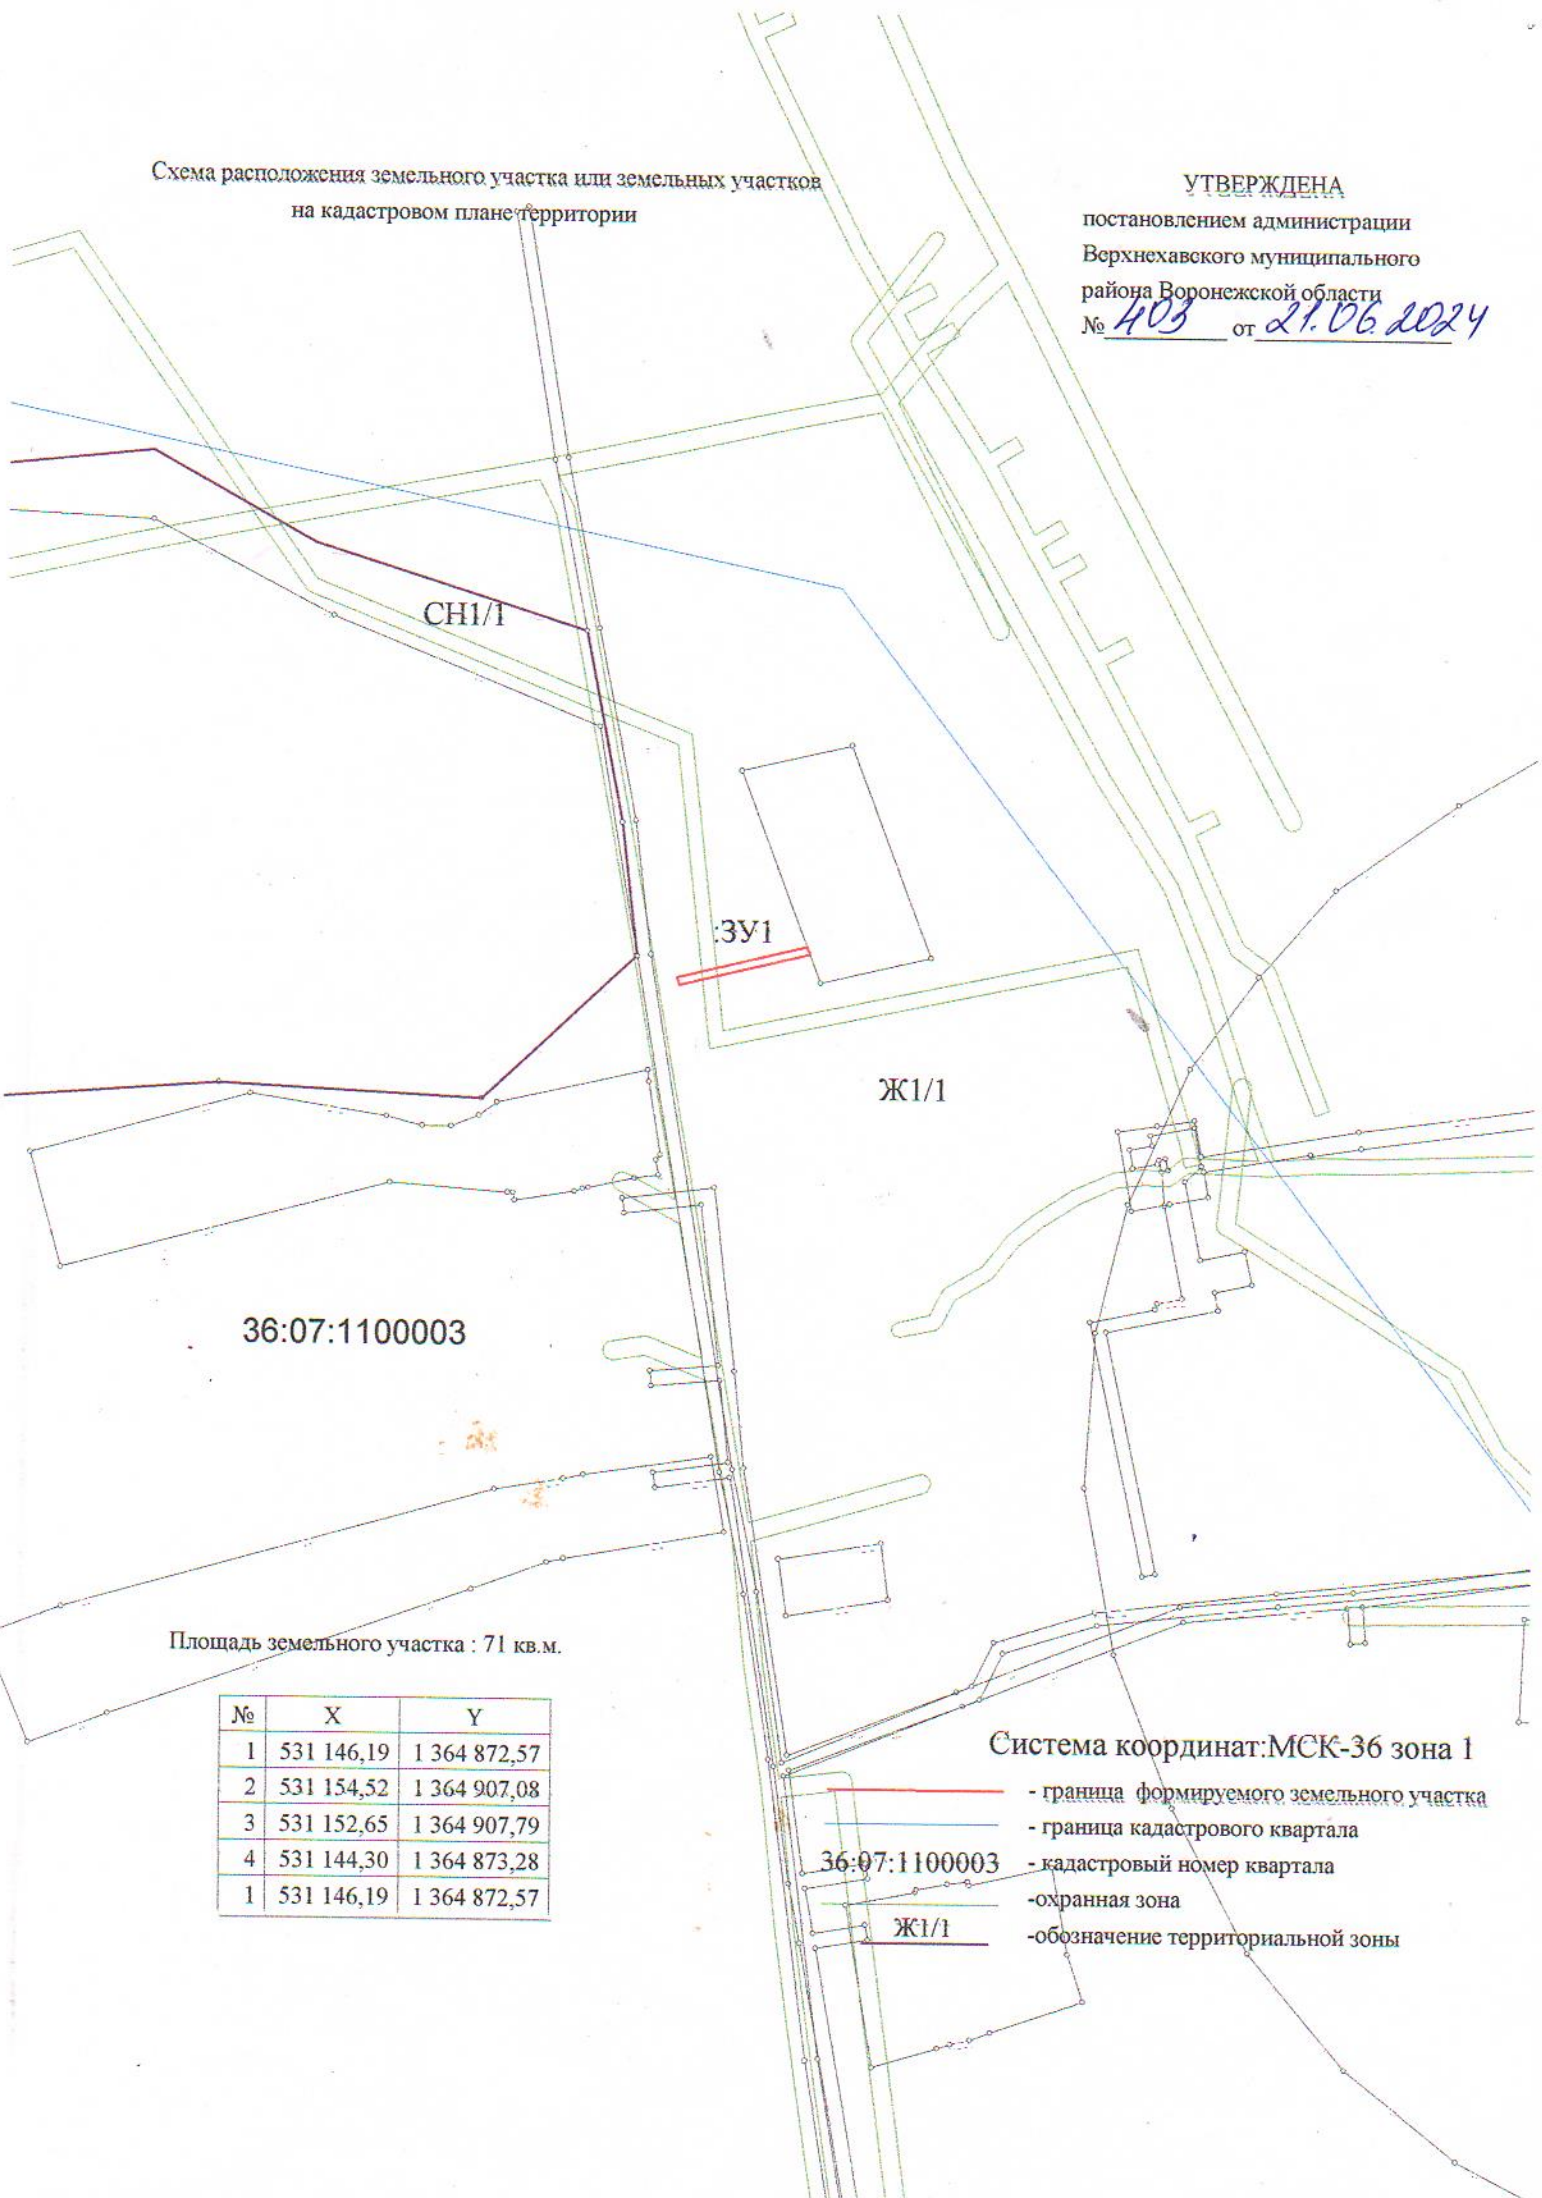 Схема расположения земельного участка или земельных участков
на кадастровом плане территории
УТВЕРЖДЕНА
постановлением администрации
Верхнехавского муниципального
района Воронежской области
№ 403 от 21.06.2024
СН1/1
:ЗУ1
Ж1/1
36:07:1100003
Площадь земельного участка : 71 кв.м.
№ X Y
1 531 146,19 1 364 872,57
2 531 154,52 1 364 907,08
3 531 152,65 1 364 907,79
4 531 144,30 1 364 873,28
1 531 146,19 1 364 872,57
Система координат:МСК-36 зона 1
- граница формируемого земельного участка
- граница кадастрового квартала
36:07:1100003 - кадастровый номер квартала
-охранная зона
Ж1/1 -обозначение территориальной зоны